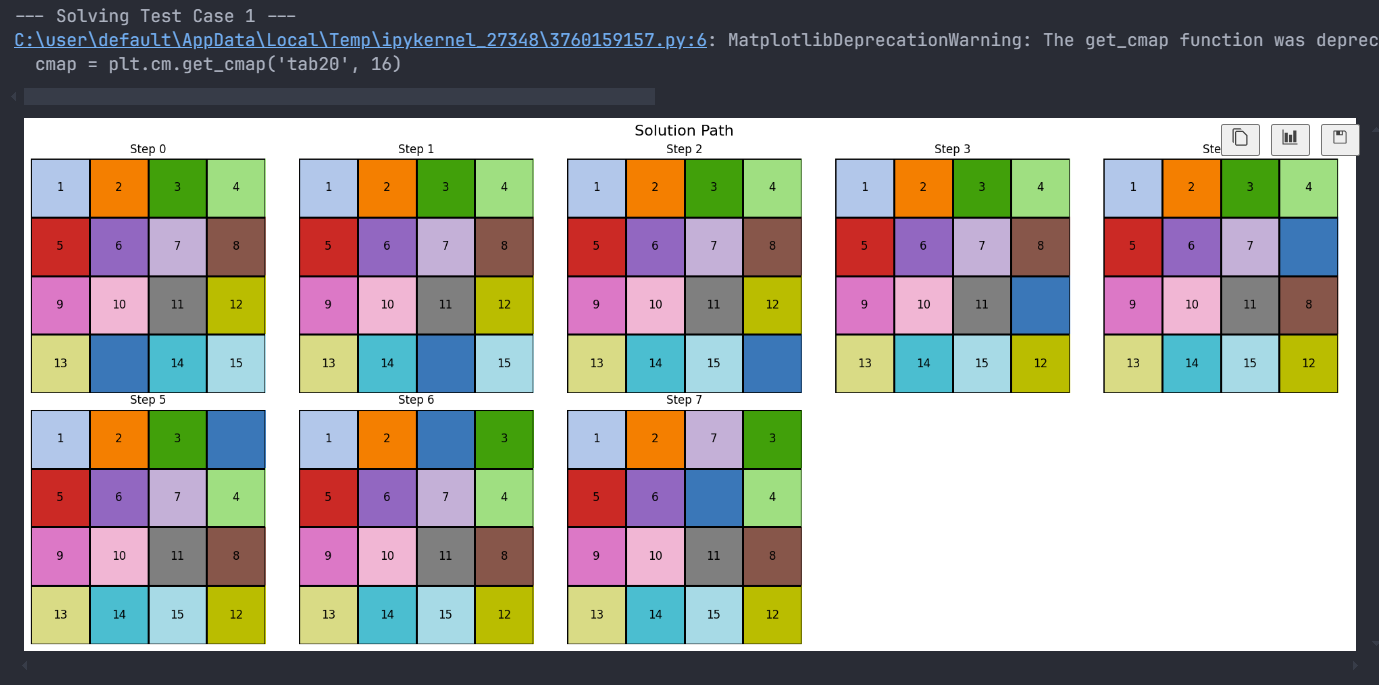 --- Solving Test Case 1 ---
C:\user\default\AppData\Local\Temp\ipykernel_27348\3760159157.py:6: MatplotlibDeprecationWarning: The get_cmap function was deprec
cmap = plt.cm.get_cmap('tab20', 16)
Solution Path
Step 0 Step 1 Step 2 Step 3 Ste
1 2 3 4 1 2 3 4 1 2 3 4 1 2 3 4 1 2 3 4
5 6 7 8 5 6 7 8 5 6 7 8 5 6 7 8 5 6 7
9 10 11 12 9 10 11 12 9 10 11 12 9 10 11 9 10 11 8
13 14 15 13 14 15 13 14 15 13 14 15 12 13 14 15 12
Step 5 Step 6 Step 7
1 2 3 1 2 3 1 2 7 3
5 6 7 4 5 6 7 4 5 6 4
9 10 11 8 9 10 11 8 9 10 11 8
13 14 15 12 13 14 15 12 13 14 15 12